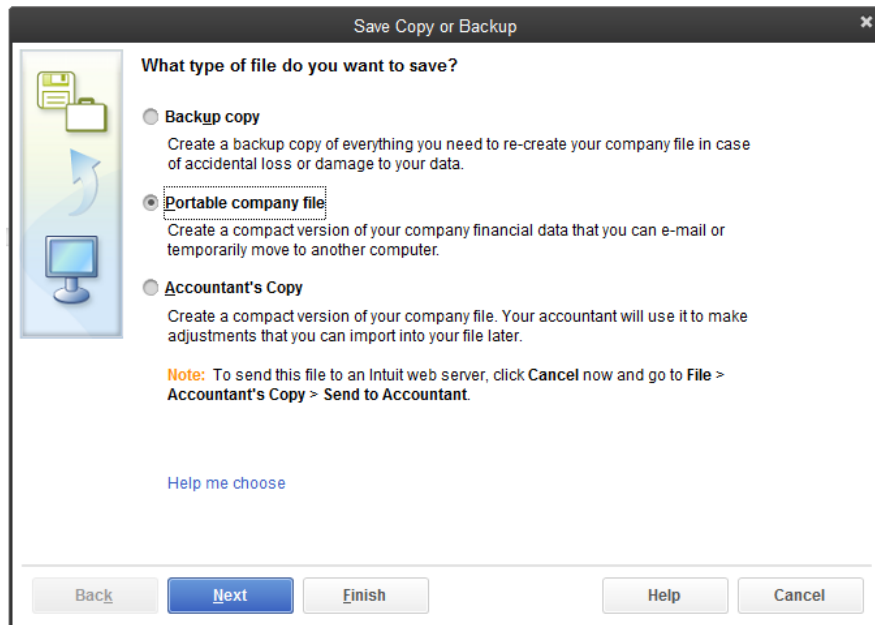 Save Copy or Backup
What type of file do you want to save?
Backup copy
Create a backup copy of everything you need to re-create your company file in case
of accidental loss or damage to your data.
Portable company file
Create a compact version of your company financial data that you can e-mail or
temporarily move to another computer.
Accountant's Copy
Create a compact version of your company file. Your accountant will use it to make
adjustments that you can import into your file later.
Note: To send this file to an Intuit web server, click Cancel now and go to File >
Accountant's Copy > Send to Accountant.
Help me choose
Back Next Finish Help Cancel